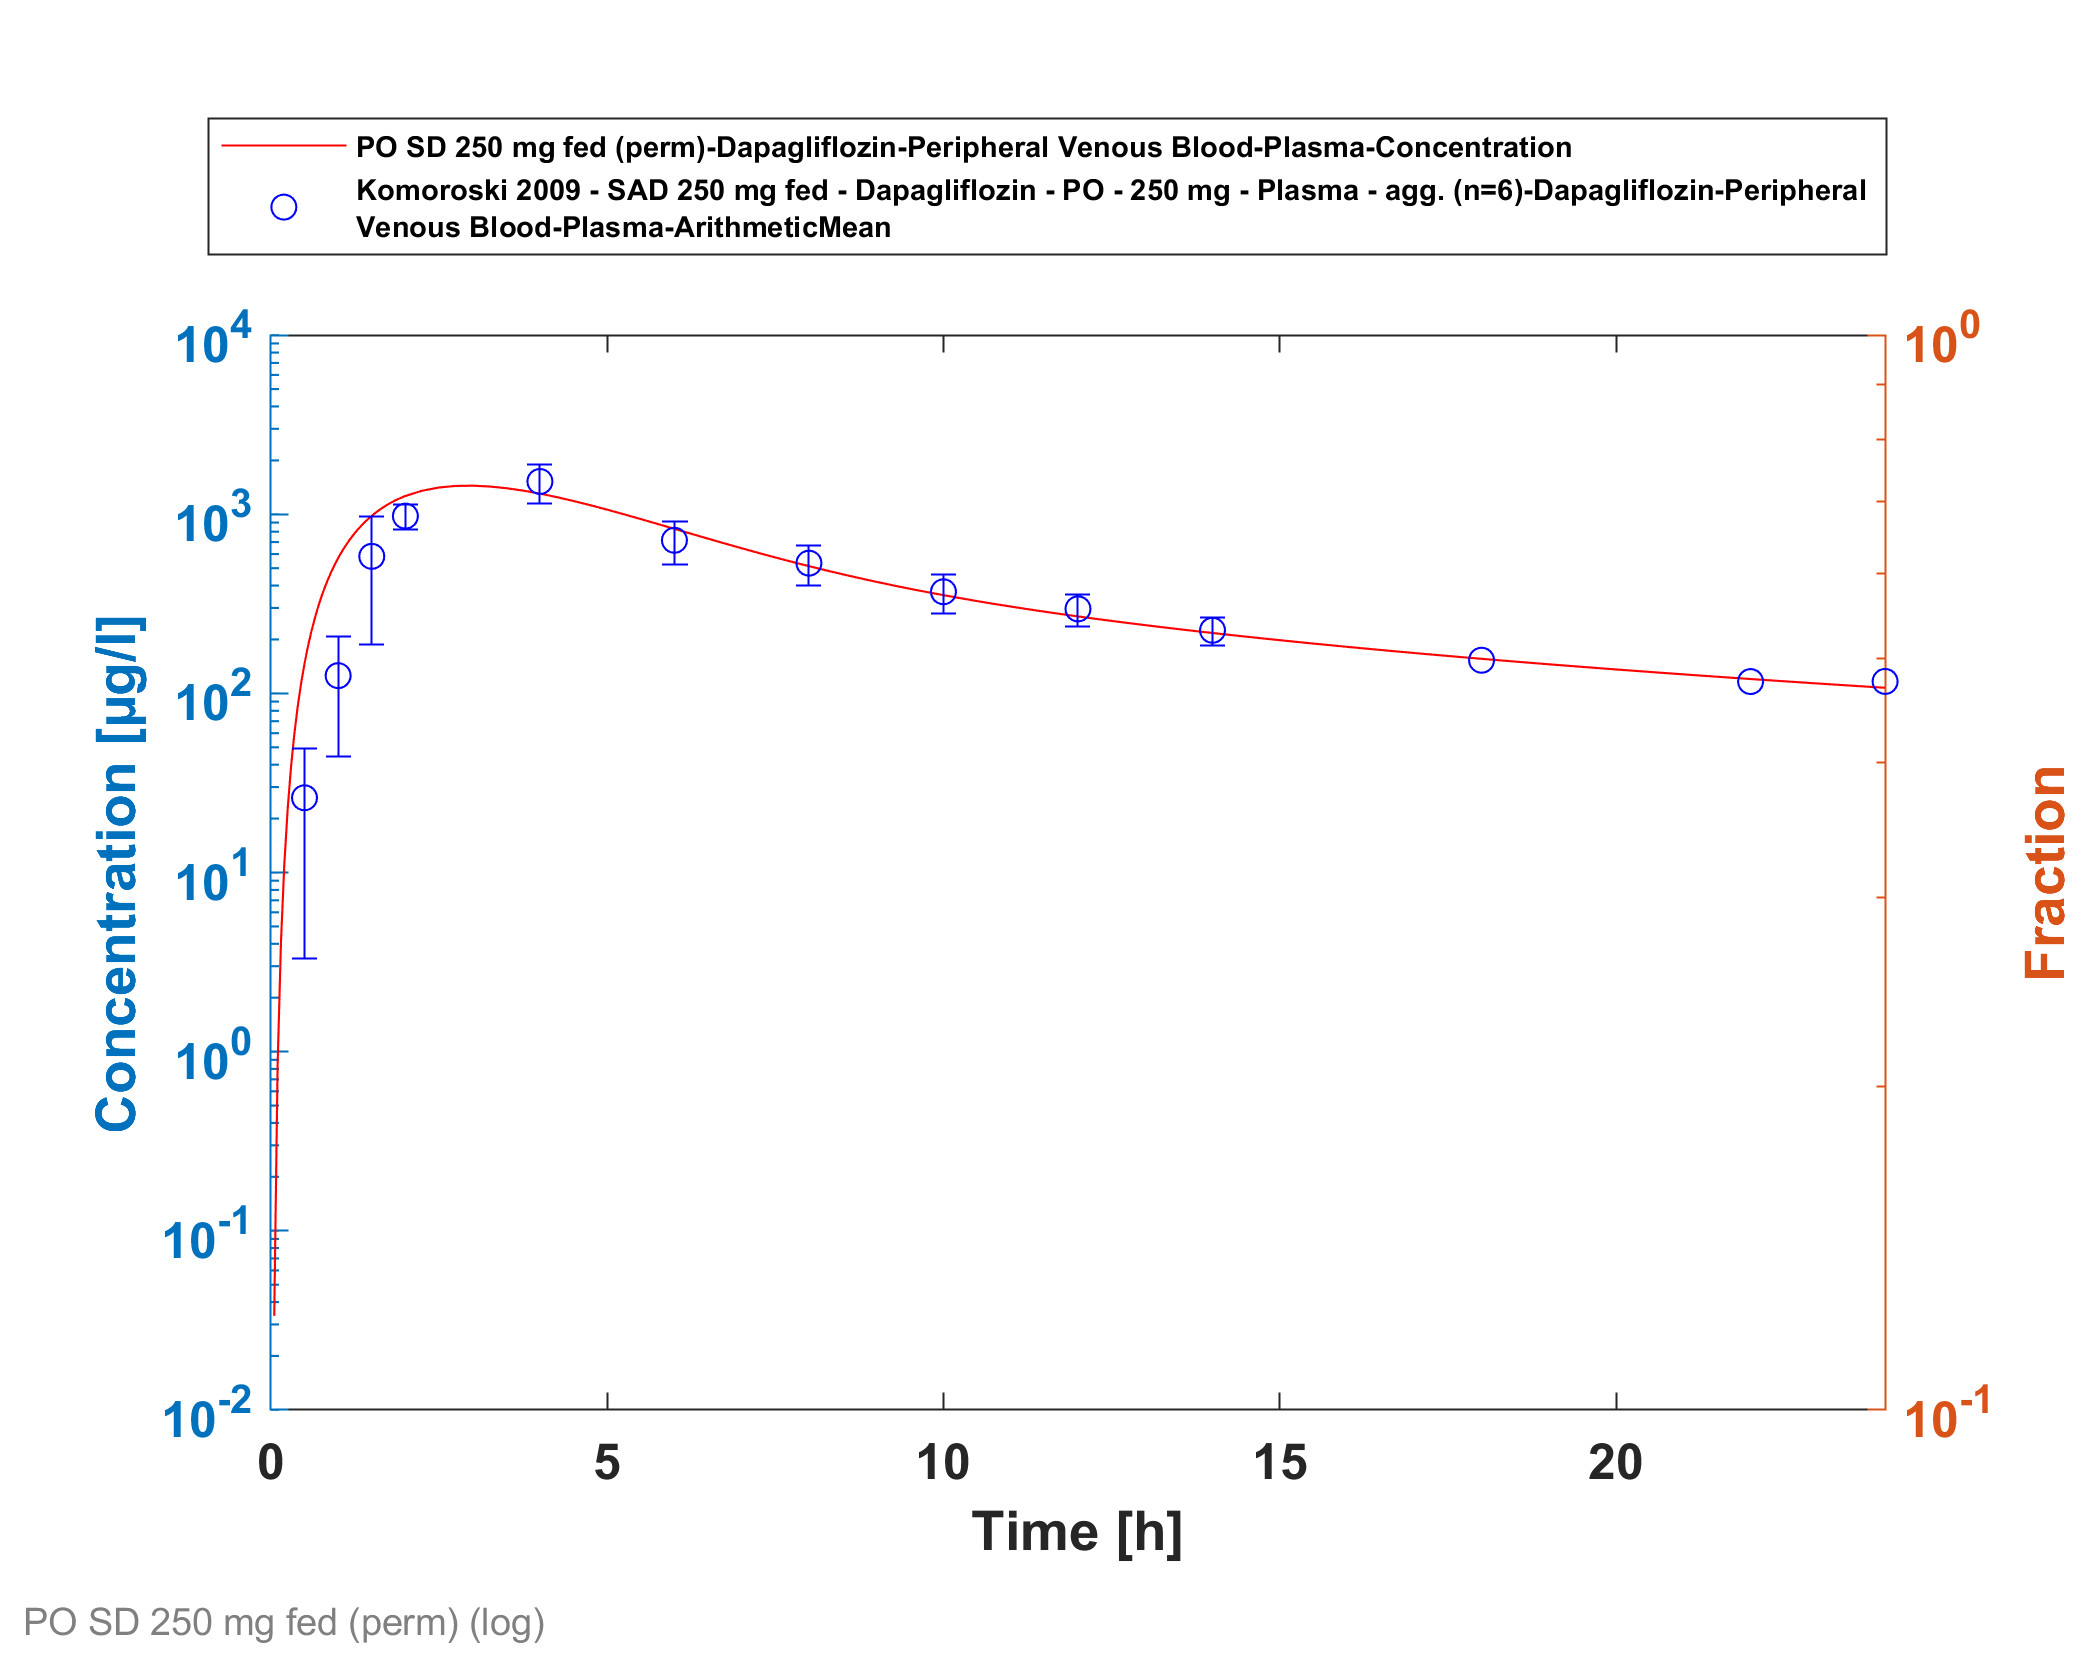 PO SD 250 mg fed (perm)-Dapagliflozin-Peripheral Venous Blood-Plasma-Concentration
Komoroski 2009 - SAD 250 mg fed - Dapagliflozin - PO - 250 mg - Plasma - agg. (n=6)-Dapagliflozin-Peripheral
Venous Blood-Plasma-ArithmeticMean
10^4
10^3
10^2
10^1
10^0
10^-1
10^-2
Concentration [µg/l]
10^0
10^-1
Fraction
0 5 10 15 20
Time [h]
PO SD 250 mg fed (perm) (log)